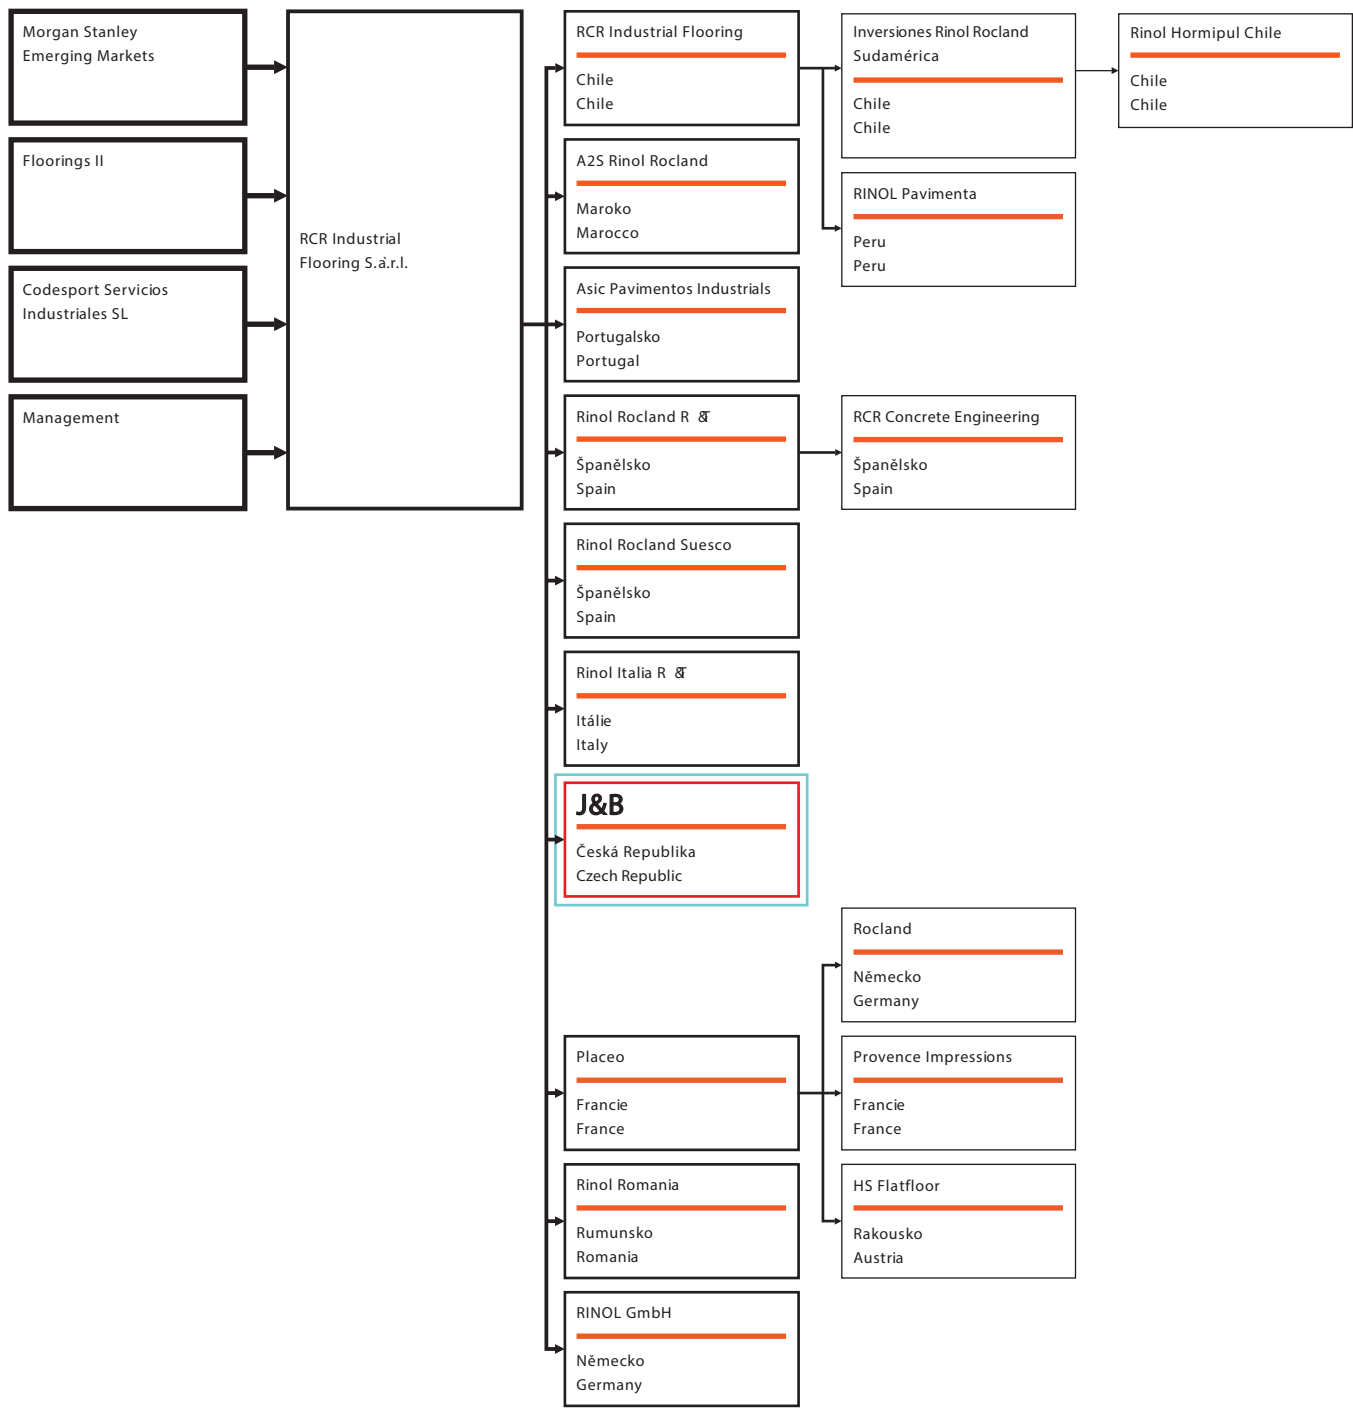 Morgan Stanley
Emerging Markets
Floorings II
Codesport Servicios
Industriales SL
Management
RCR Industrial
Flooring S.à.r.l.
RCR Industrial Flooring
Chile
Chile
A2S Rinol Rocland
Maroko
Marocco
Asic Pavimentos Industrials
Portugalsko
Portugal
Rinol Rocland R &T
Španělsko
Spain
Rinol Rocland Suesco
Španělsko
Spain
Rinol Italia R &T
Itálie
Italy
J&B
Česká Republika
Czech Republic
Placeo
Francie
France
Rinol Romania
Rumunsko
Romania
RINOL GmbH
Německo
Germany
Inversiones Rinol Rocland
Sudamérica
Chile
Chile
RINOL Pavimenta
Peru
Peru
RCR Concrete Engineering
Španělsko
Spain
Rocland
Německo
Germany
Provence Impressions
Francie
France
HS Flatfloor
Rakousko
Austria
Rinol Hormipul Chile
Chile
Chile